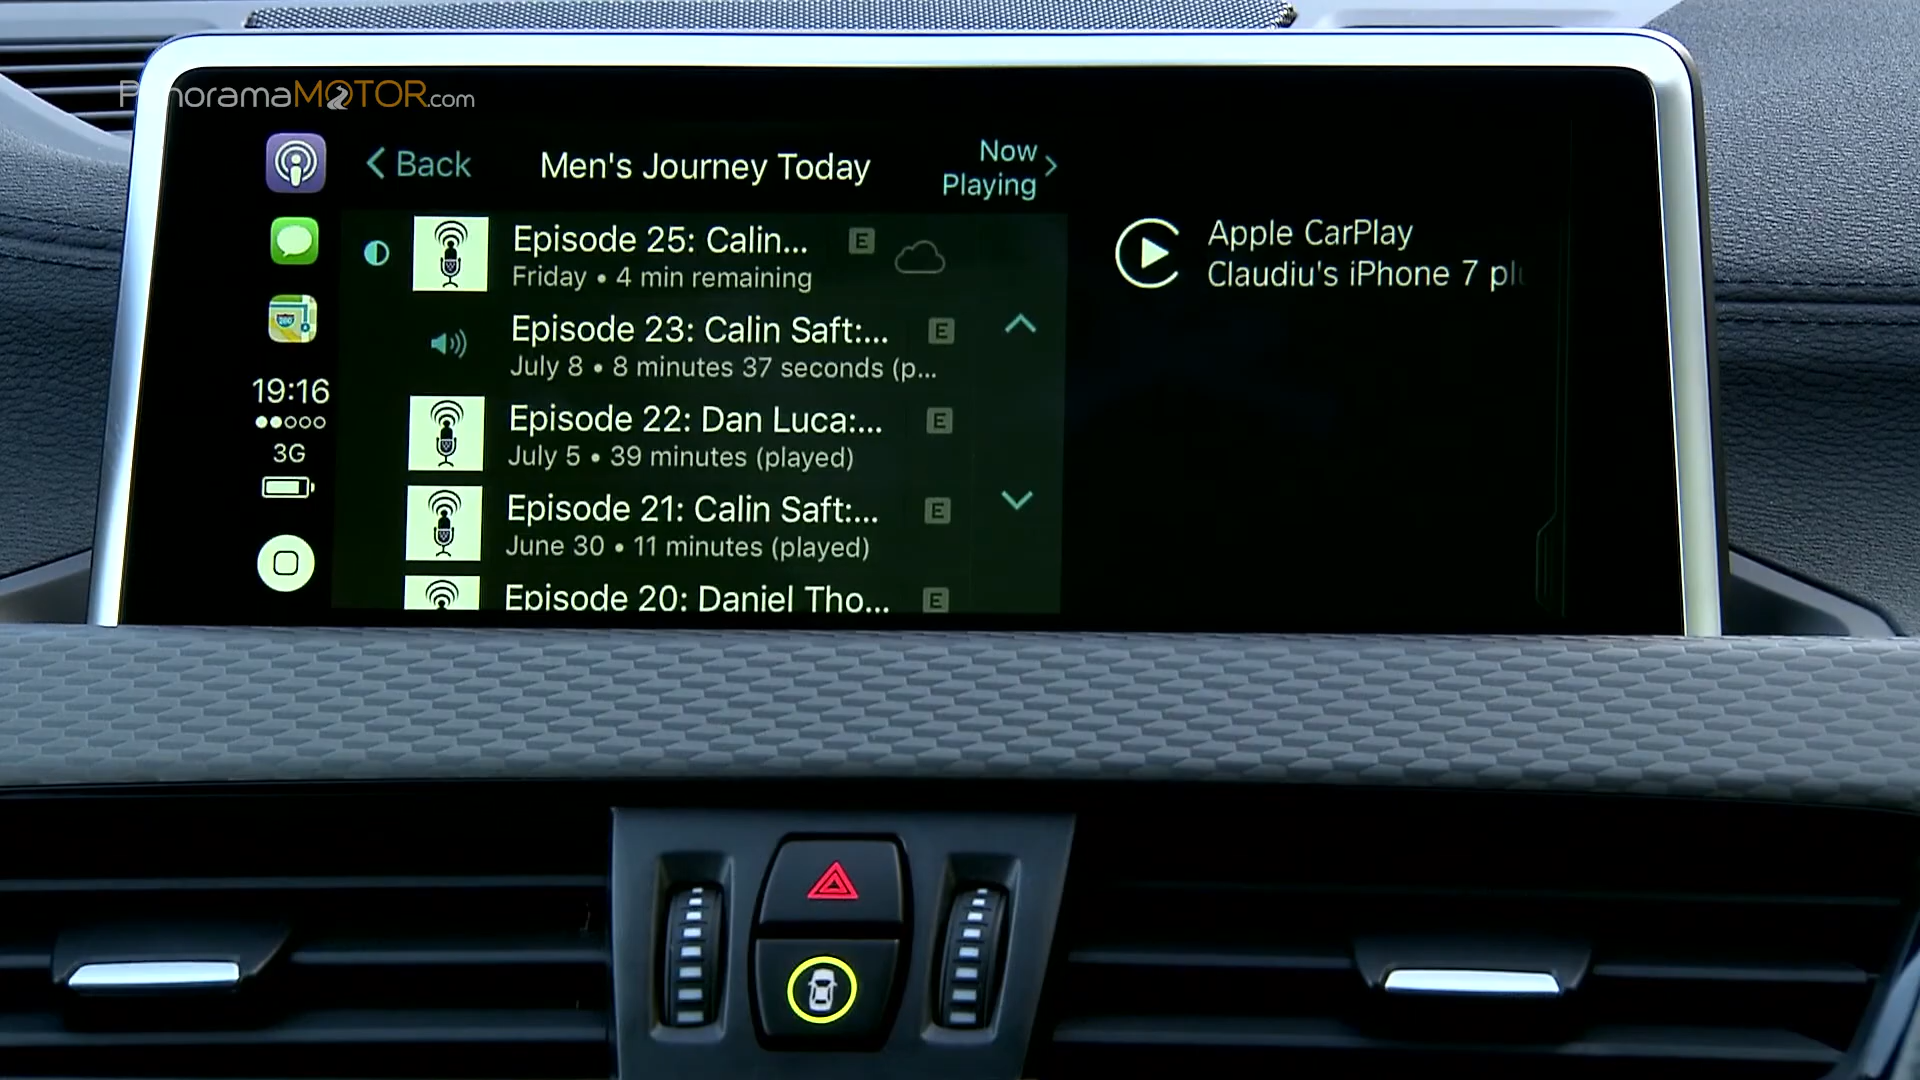 PanoramaMOTOR.com
Back
Men's Journey Today
Now
Playing
Episode 25: Calin...
E
Friday • 4 min remaining
Episode 23: Calin Saft:...
E
July 8 • 8 minutes 37 seconds (p...
Episode 22: Dan Luca:...
E
July 5 • 39 minutes (played)
Episode 21: Calin Saft:...
E
June 30 • 11 minutes (played)
Episode 20: Daniel Tho...
E
280
19:16
3G
Apple CarPlay
Claudiu's iPhone 7 pl